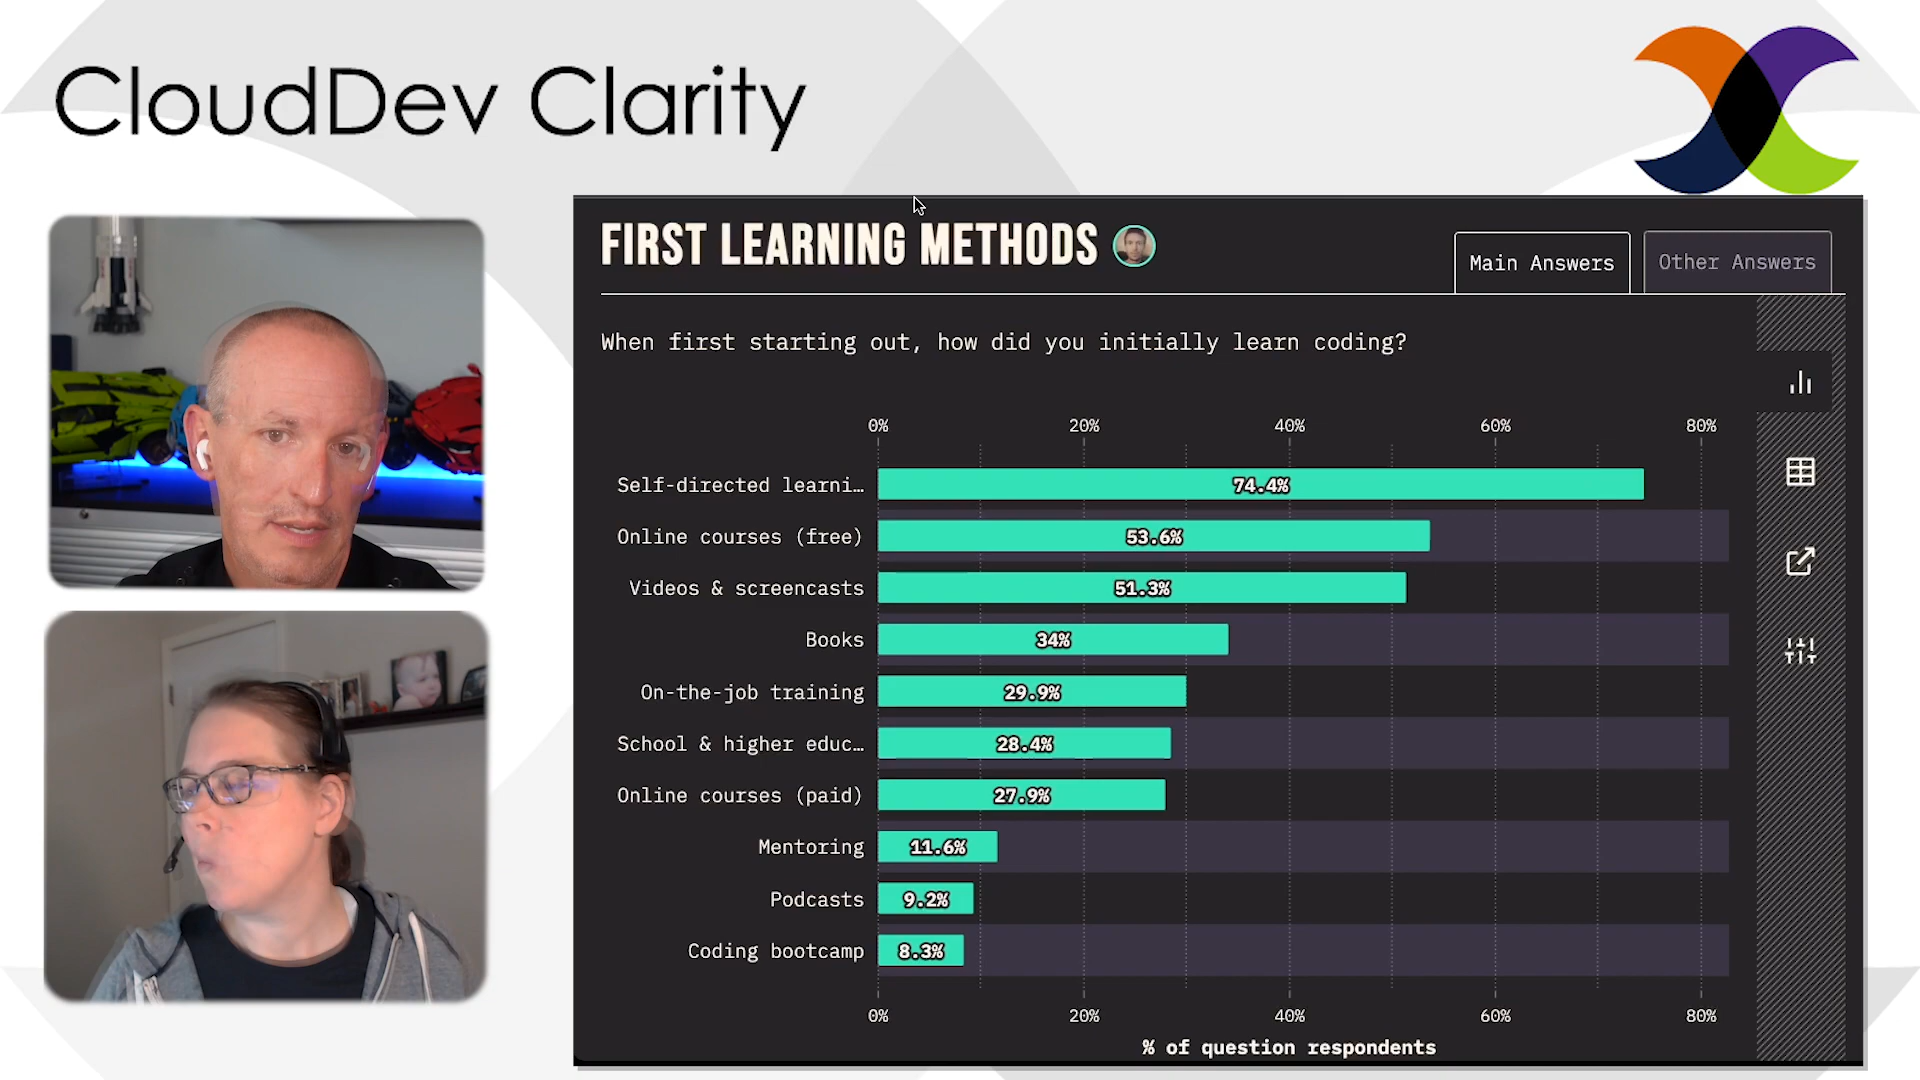 CloudDev Clarity
FIRST LEARNING METHODS
Main Answers
Other Answers
When first starting out, how did you initially learn coding?
0% 20% 40% 60% 80%
Self-directed learni… 74.4%
Online courses (free) 53.6%
Videos & screencasts 51.3%
Books 34%
On-the-job training 29.9%
School & higher educ… 28.4%
Online courses (paid) 27.9%
Mentoring 11.6%
Podcasts 9.2%
Coding bootcamp 8.3%
0% 20% 40% 60% 80%
% of question respondents